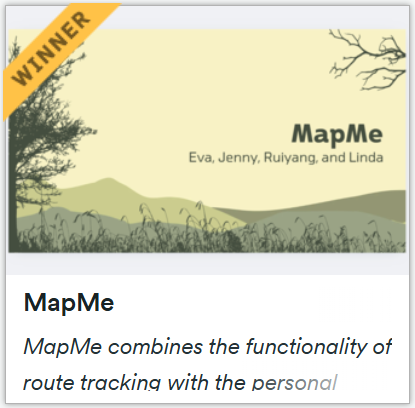 WINNER
MapMe
Eva, Jenny, Ruiyang, and Linda
MapMe
MapMe combines the functionality of
route tracking with the personal